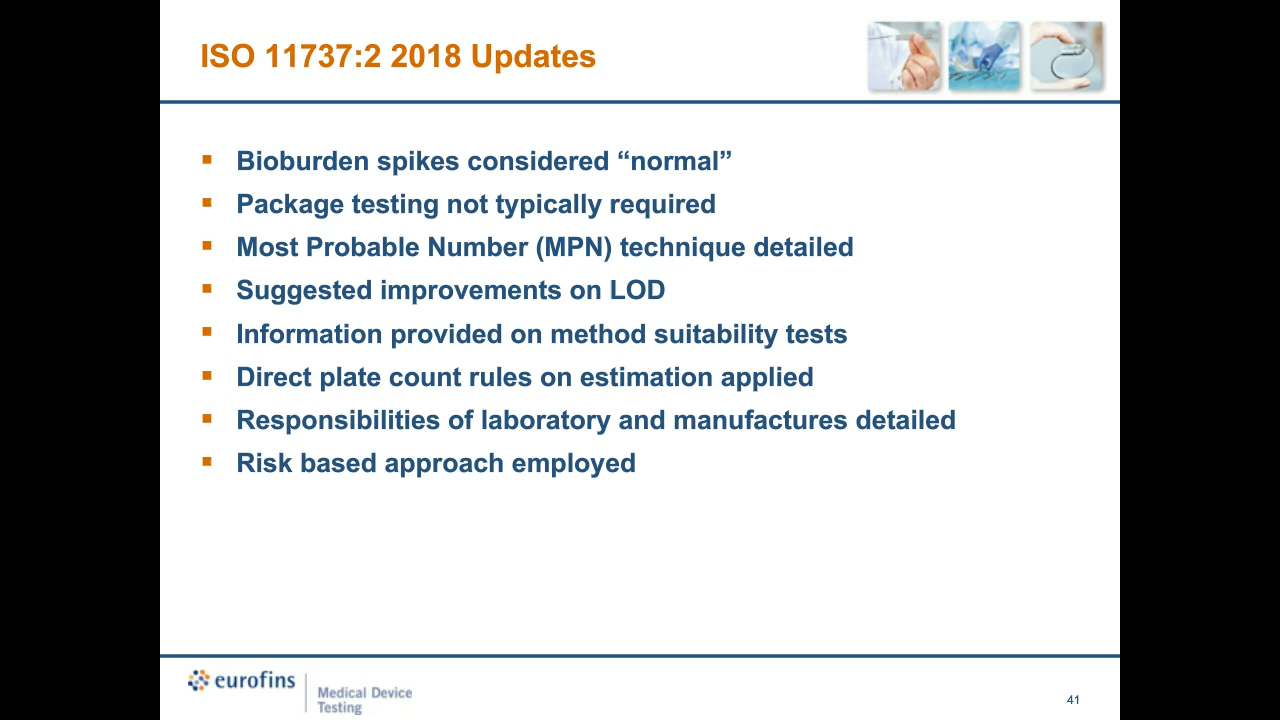 ISO 11737:2 2018 Updates
▪ Bioburden spikes considered “normal”
▪ Package testing not typically required
▪ Most Probable Number (MPN) technique detailed
▪ Suggested improvements on LOD
▪ Information provided on method suitability tests
▪ Direct plate count rules on estimation applied
▪ Responsibilities of laboratory and manufactures detailed
▪ Risk based approach employed
eurofins
Medical Device
Testing
41